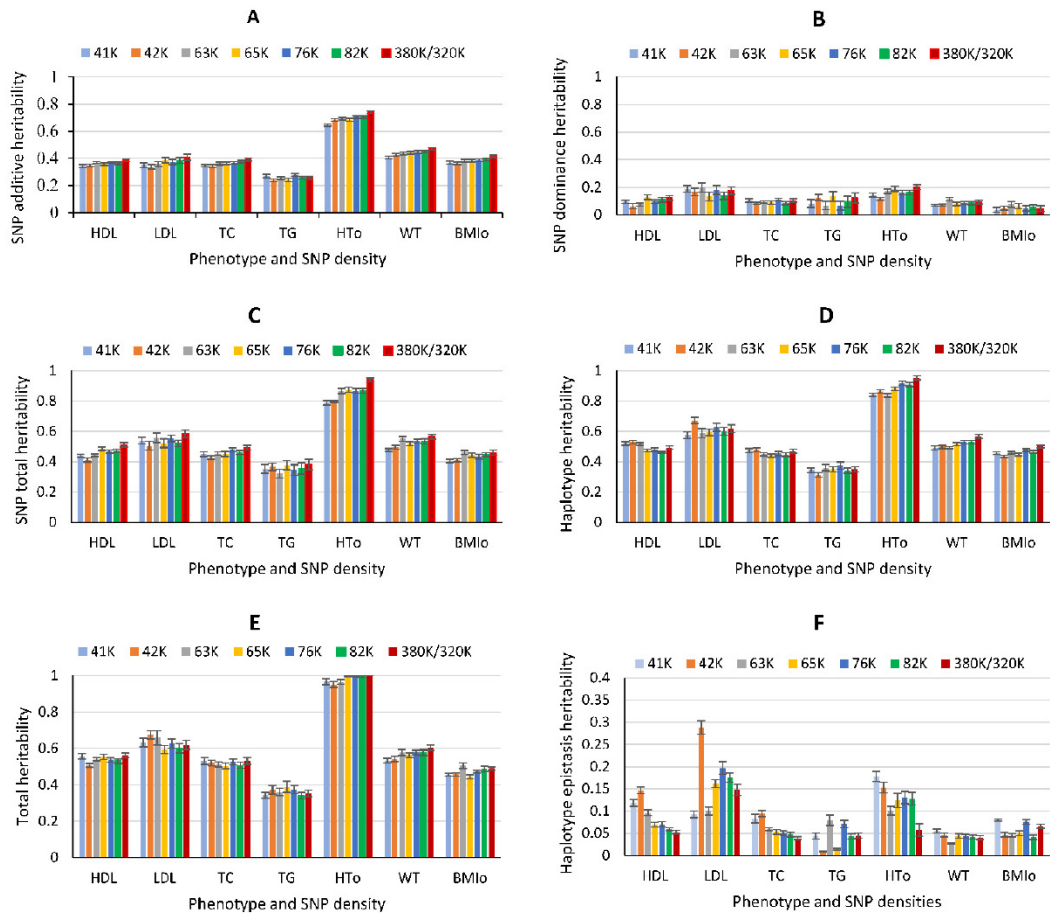 A
41K 42K 63K 65K 76K 82K 380K/320K
SNP additive heritability
1
0.8
0.6
0.4
0.2
0
HDL LDL TC TG HTo WT BMIo
Phenotype and SNP density
B
41K 42K 63K 65K 76K 82K 380K/320K
SNP dominance heritability
1
0.8
0.6
0.4
0.2
0
HDL LDL TC TG HTo WT BMIo
Phenotype and SNP density
C
41K 42K 63K 65K 76K 82K 380K/320K
SNP total heritability
1
0.8
0.6
0.4
0.2
0
HDL LDL TC TG HTo WT BMIo
Phenotype and SNP density
D
41K 42K 63K 65K 76K 82K 380K/320K
Haplotype heritability
1
0.8
0.6
0.4
0.2
0
HDL LDL TC TG HTo WT BMIo
Phenotype and SNP density
E
41K 42K 63K 65K 76K 82K 380K/320K
Total heritability
1
0.8
0.6
0.4
0.2
0
HDL LDL TC TG HTo WT BMIo
Phenotype and SNP density
F
41K 42K 63K 65K 76K 82K 380K/320K
Haplotype epistasis heritability
0.4
0.3
0.3
0.25
0.2
0.15
0.1
0.05
0
HDL LDL TC TG HTo WT BMIo
Phenotype and SNP densities